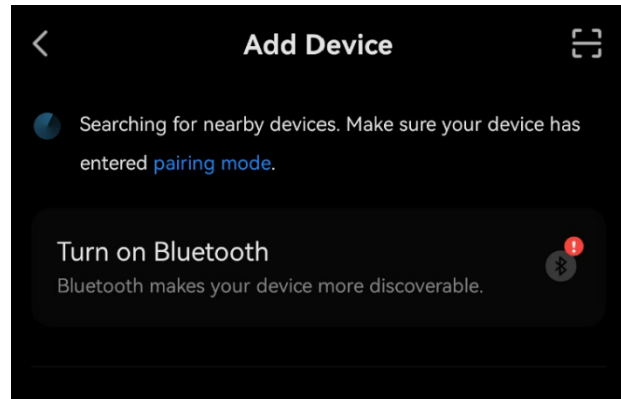 Add Device
Searching for nearby devices. Make sure your device has
entered pairing mode.
Turn on Bluetooth
Bluetooth makes your device more discoverable.